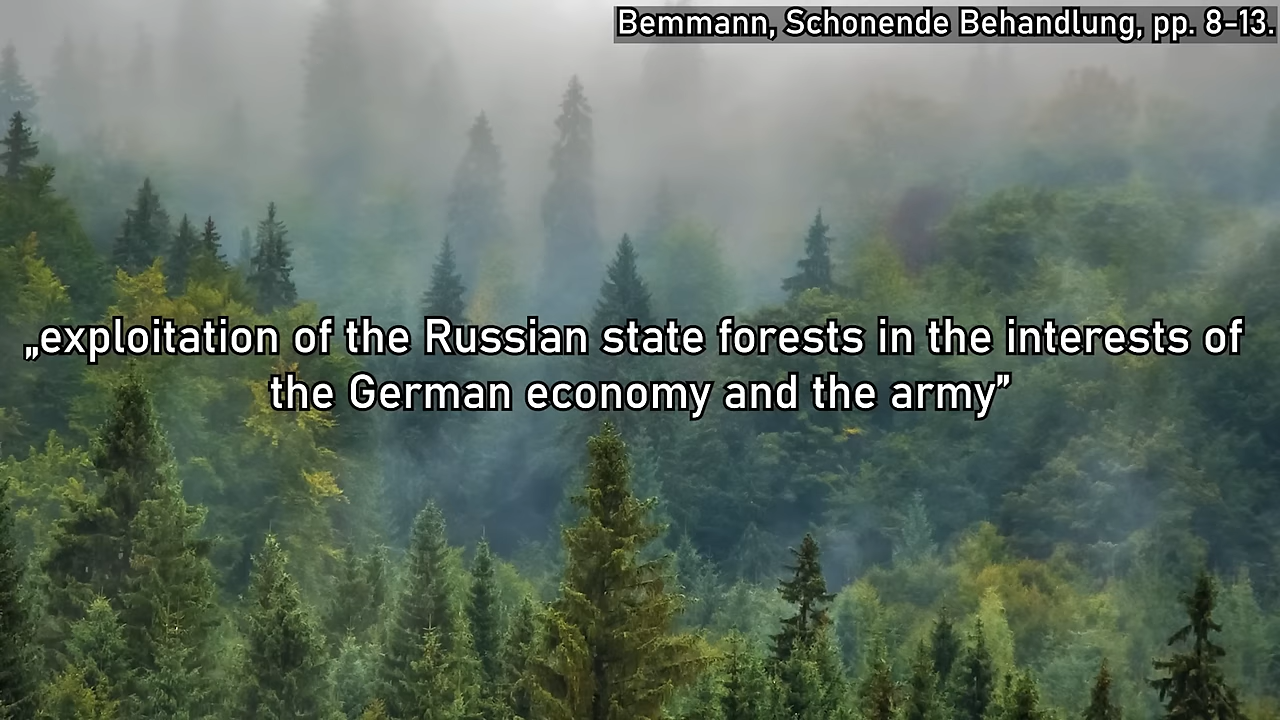 Bemmann, Schonende Behandlung, pp. 8-13.
„exploitation of the Russian state forests in the interests of
the German economy and the army”